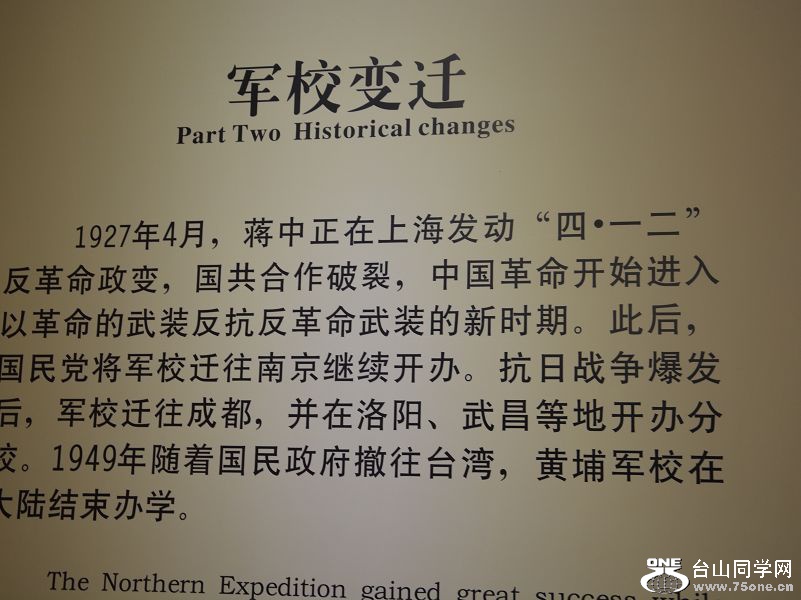 军校变迁
Part Two Historical changes
1927年4月，蒋中正在上海发动“四•一二”
反革命政变，国共合作破裂，中国革命开始进入
以革命的武装反抗反革命武装的新时期。此后，
国民党将军校迁往南京继续开办。抗日战争爆发
后，军校迁往成都，并在洛阳、武昌等地开办分
校。1949年随着国民政府撤往台湾，黄埔军校在
大陆结束办学。
The Northern Expedition gained great success
ONE
台山同学网
www.75one.cn